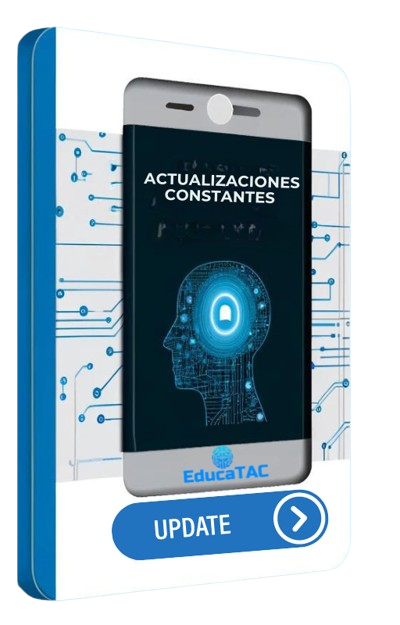 ACTUALIZACIONES
CONSTANTES
EducaTAC
UPDATE